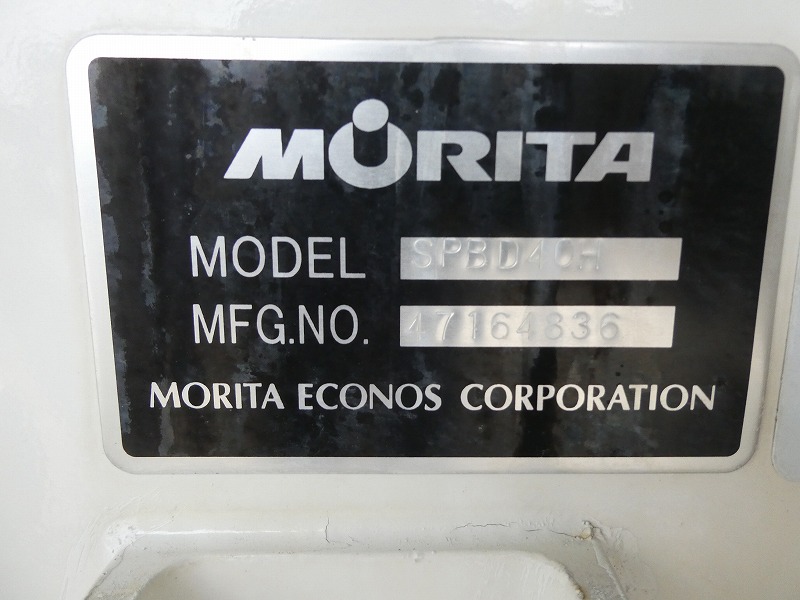 MORITA
MODEL SPBD40H
MFG.NO. 47164836
MORITA ECONOS CORPORATION